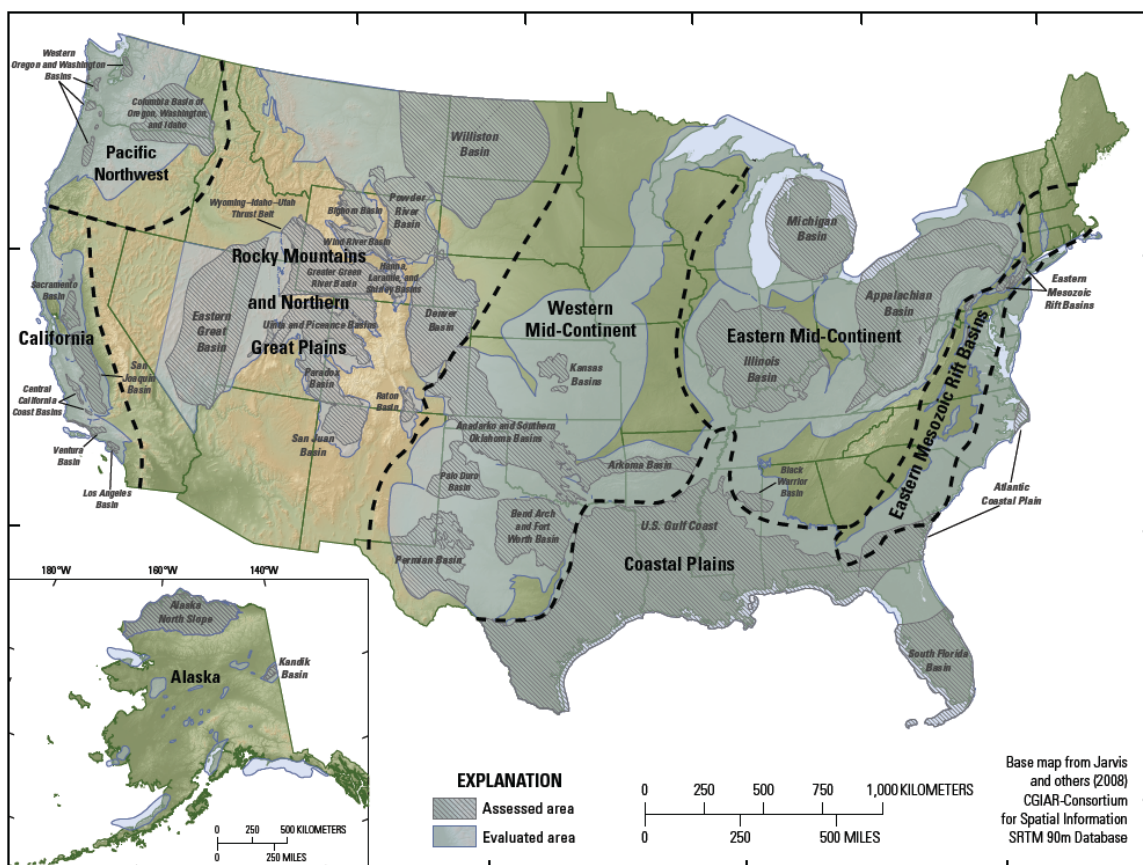 Western
Oregon and Washington
Basins
Columbia Basin of
Oregon, Washington,
and Idaho
Pacific
Northwest
Williston
Basin
Wyoming–Idaho–Utah
Thrust Belt
Bighorn Basin
Powder
River
Basin
Wind River Basin
Rocky Mountains
Greater Green
River Basin
Hanna,
Laramie, and
Shirley Basins
and Northern
Uinta and Piceance Basins
Great Plains
Eastern
Great
Basin
Denver
Basin
Paradox
Basin
Raton
Basin
San Juan
Basin
Sacramento
Basin
California
San
Joaquin
Basin
Central
California
Coast Basins
Ventura
Basin
Los Angeles
Basin
Western
Mid-Continent
Kansas
Basins
Anadarko and Southern
Oklahoma Basins
Palo Duro
Basin
Arkoma Basin
Bend Arch
and Fort
Worth Basin
Permian Basin
Michigan
Basin
Eastern Mid-Continent
Illinois
Basin
Appalachian
Basin
Eastern
Mesozoic
Rift Basins
Eastern Mesozoic Rift Basins
Black
Warrior
Basin
Atlantic
Coastal Plain
U.S. Gulf Coast
Coastal Plains
South Florida
Basin
180°W
160°W
140°W
Alaska
North Slope
Kandik
Basin
Alaska
0 250 500 KILOMETERS
0 250 MILES
EXPLANATION
Assessed area
Evaluated area
0 250 500 750 1,000 KILOMETERS
0 250 500 MILES
Base map from Jarvis
and others (2008)
CGIAR-Consortium
for Spatial Information
SRTM 90m Database